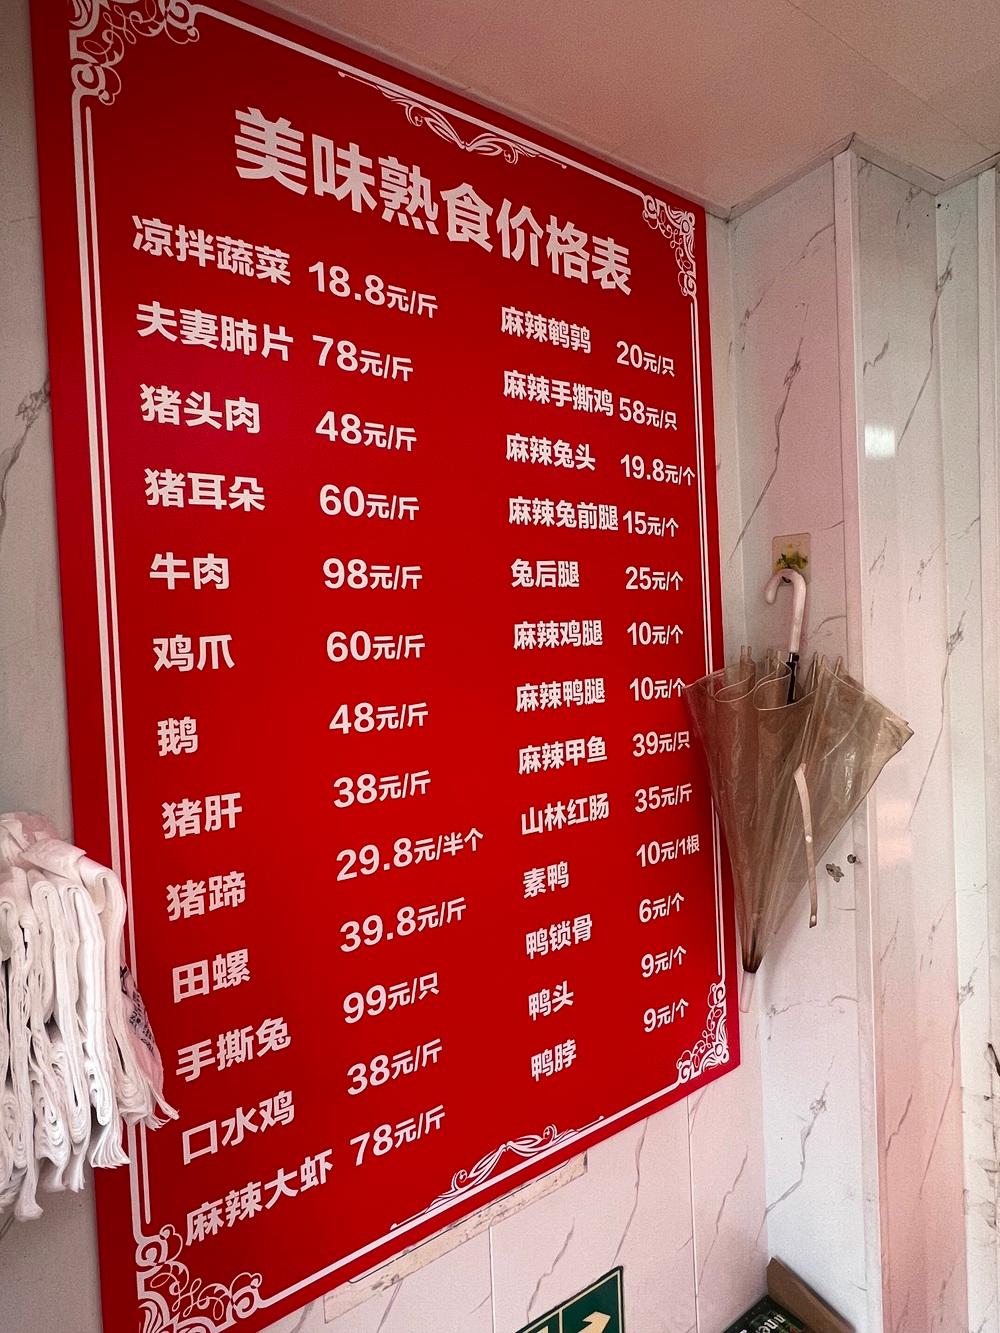 美味熟食价格表
凉拌蔬菜 18.8元/斤
夫妻肺片 78元/斤
猪头肉 48元/斤
猪耳朵 60元/斤
牛肉 98元/斤
鸡爪 60元/斤
鹅 48元/斤
猪肝 38元/斤
猪蹄 29.8元/半个
田螺 39.8元/斤
手撕兔 99元/只
口水鸡 38元/斤
麻辣大虾 78元/斤
麻辣鹌鹑 20元/只
麻辣手撕鸡 58元/只
麻辣兔头 19.8元/个
麻辣兔前腿 15元/个
兔后腿 25元/个
麻辣鸡腿 10元/个
麻辣鸭腿 10元/个
麻辣甲鱼 39元/只
山林红肠 35元/斤
素鸭 10元/1根
鸭锁骨 6元/个
鸭头 9元/个
鸭脖 9元/个